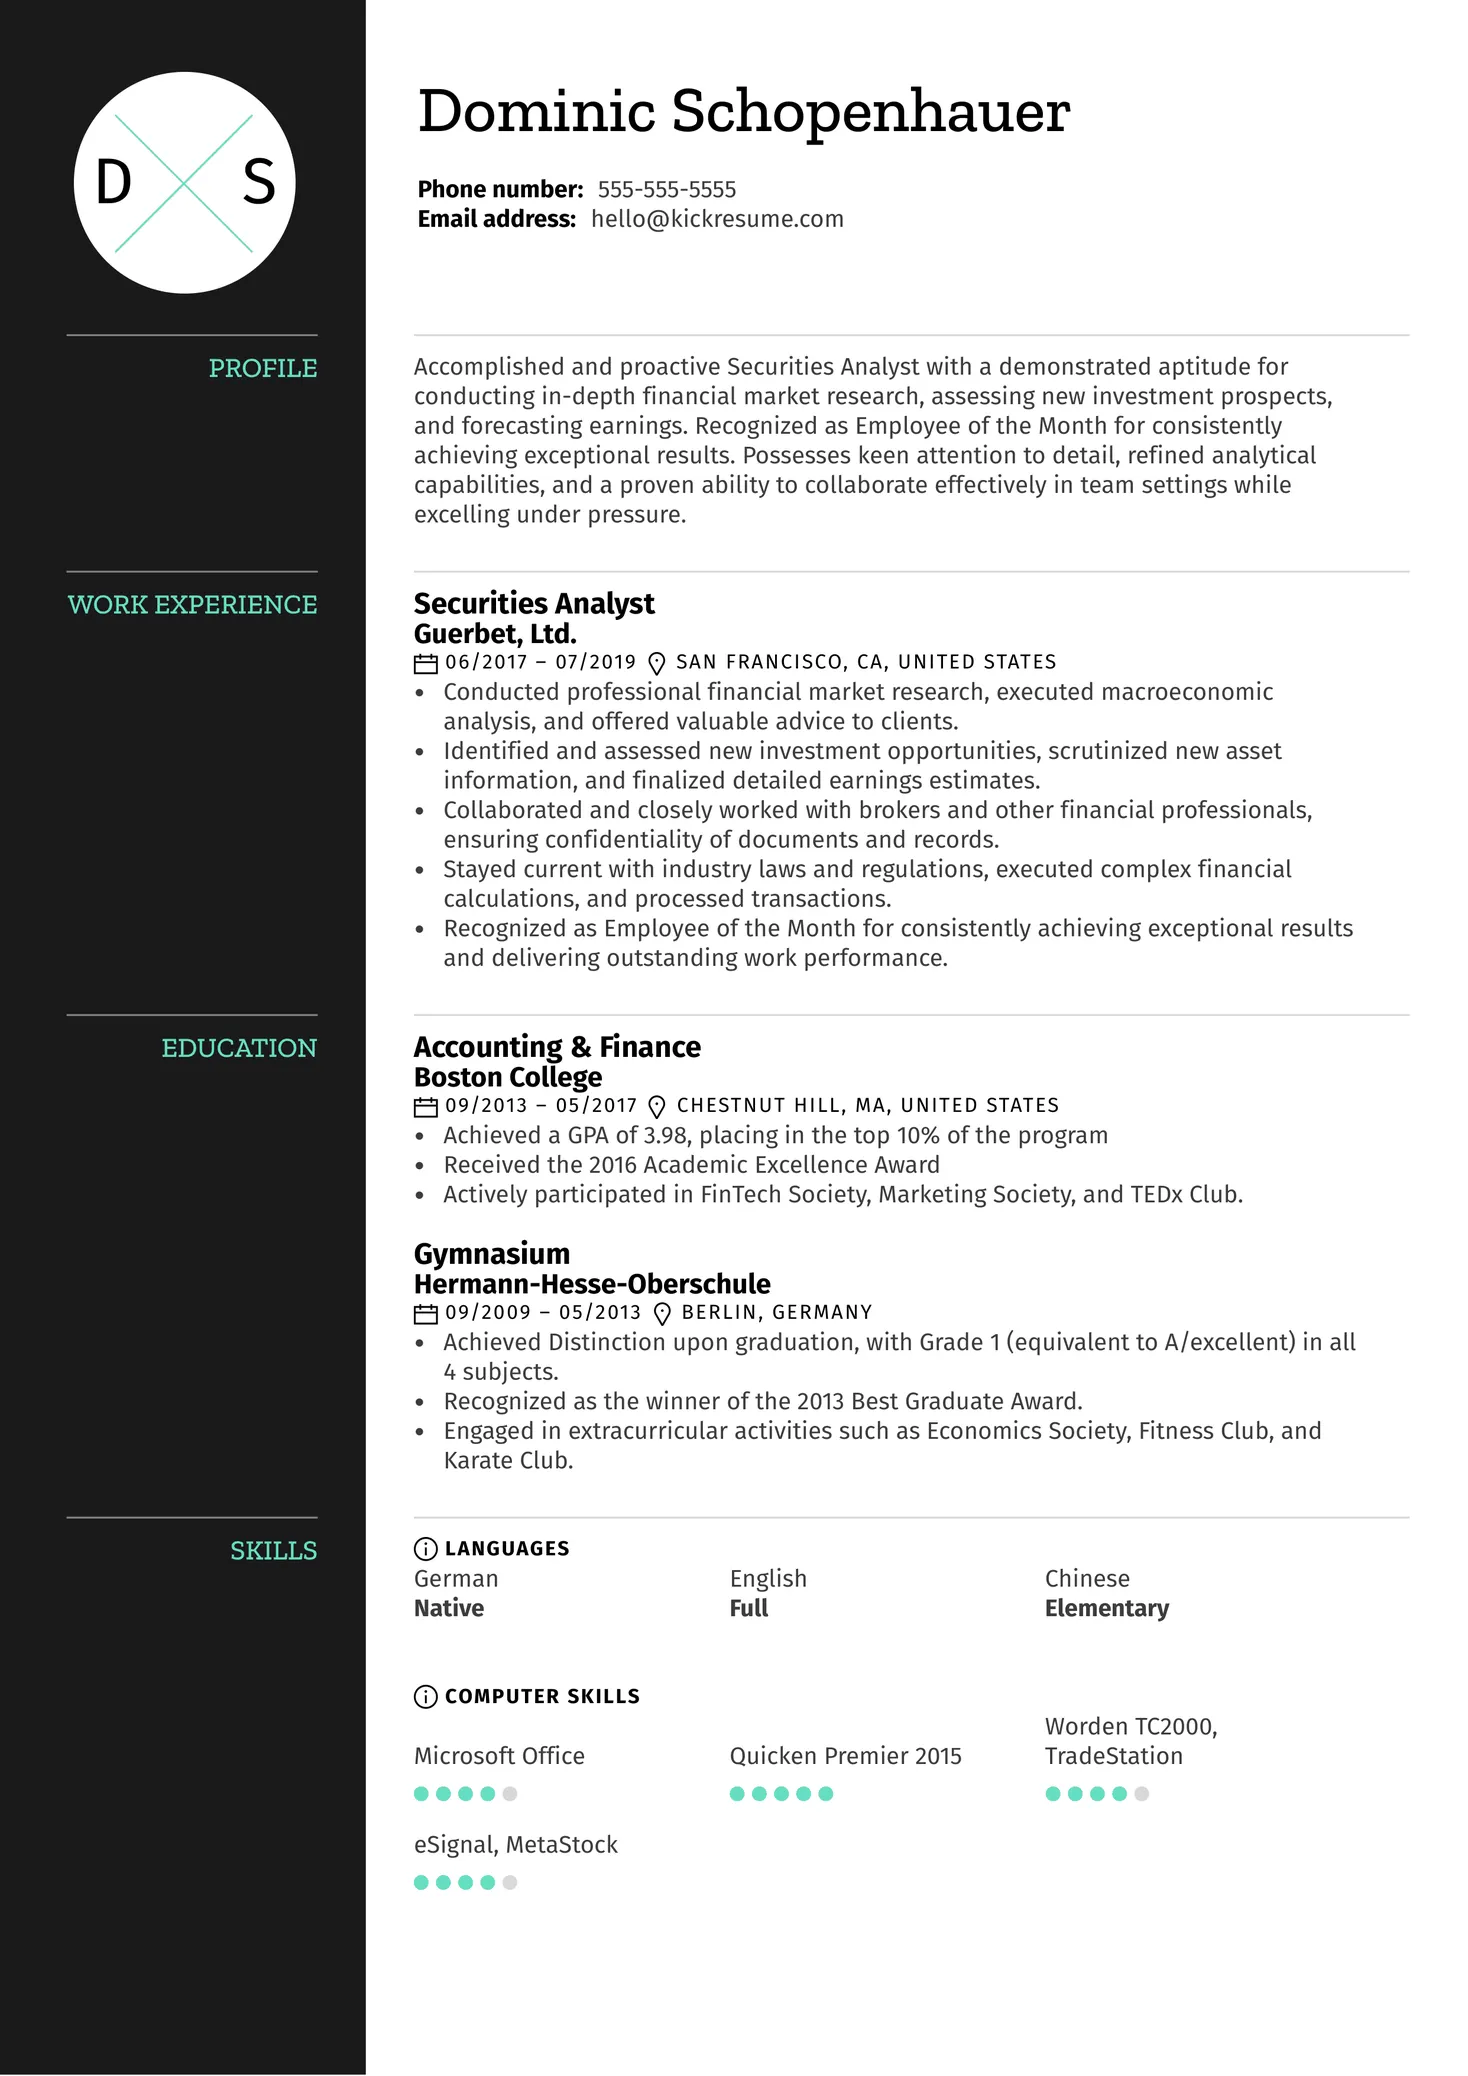 D S
Dominic Schopenhauer
Phone number: 555-555-5555
Email address: hello@kickresume.com
PROFILE
Accomplished and proactive Securities Analyst with a demonstrated aptitude for
conducting in-depth financial market research, assessing new investment prospects,
and forecasting earnings. Recognized as Employee of the Month for consistently
achieving exceptional results. Possesses keen attention to detail, refined analytical
capabilities, and a proven ability to collaborate effectively in team settings while
excelling under pressure.
WORK EXPERIENCE
Securities Analyst
Guerbet, Ltd.
06/2017 – 07/2019 SAN FRANCISCO, CA, UNITED STATES
• Conducted professional financial market research, executed macroeconomic
analysis, and offered valuable advice to clients.
• Identified and assessed new investment opportunities, scrutinized new asset
information, and finalized detailed earnings estimates.
• Collaborated and closely worked with brokers and other financial professionals,
ensuring confidentiality of documents and records.
• Stayed current with industry laws and regulations, executed complex financial
calculations, and processed transactions.
• Recognized as Employee of the Month for consistently achieving exceptional results
and delivering outstanding work performance.
EDUCATION
Accounting & Finance
Boston College
09/2013 – 05/2017 CHESTNUT HILL, MA, UNITED STATES
• Achieved a GPA of 3.98, placing in the top 10% of the program
• Received the 2016 Academic Excellence Award
• Actively participated in FinTech Society, Marketing Society, and TEDx Club.
Gymnasium
Hermann-Hesse-Oberschule
09/2009 – 05/2013 BERLIN, GERMANY
• Achieved Distinction upon graduation, with Grade 1 (equivalent to A/excellent) in all
4 subjects.
• Recognized as the winner of the 2013 Best Graduate Award.
• Engaged in extracurricular activities such as Economics Society, Fitness Club, and
Karate Club.
SKILLS
LANGUAGES
German English Chinese
Native Full Elementary
COMPUTER SKILLS
Worden TC2000,
Microsoft Office Quicken Premier 2015 TradeStation
eSignal, MetaStock